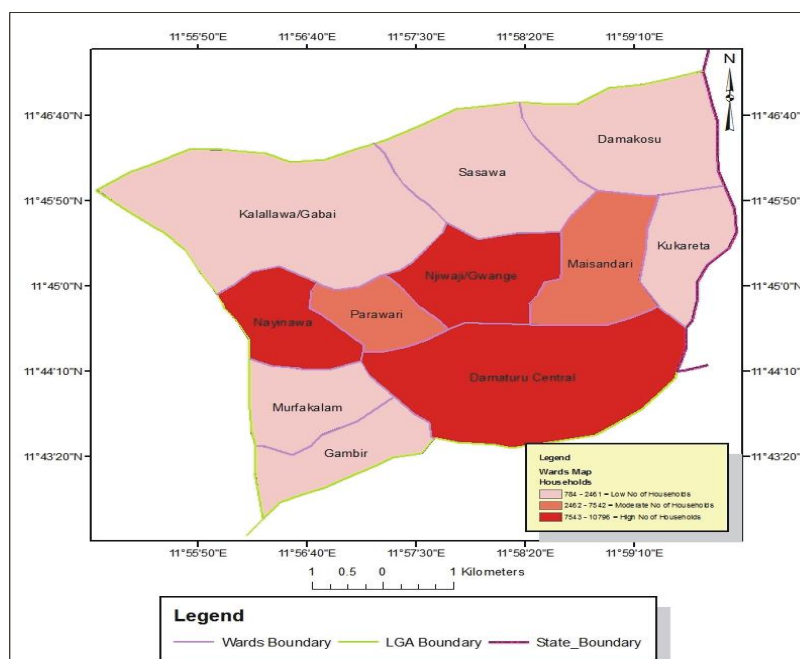 11°55'50"E 11°56'40"E 11°57'30"E 11°58'20"E 11°59'10"E
N
11°46'40"N 11°46'40"N
Damakosu
Sasawa
11°45'50"N 11°45'50"N
Kalallawa/Gabai
Kukareta
Maisandari
Njiwaji/Gwange
11°45'0"N 11°45'0"N
Parawari
Nayinawa
11°44'10"N 11°44'10"N
Damaturu Central
Murfakalam
11°43'20"N 11°43'20"N
Gambir
Legend
Wards Map
Households
784 - 2461 = Low No of Households
2462 - 7542 = Moderate No of Households
7543 - 10796 = High No of Households
11°55'50"E 11°56'40"E 11°57'30"E 11°58'20"E 11°59'10"E
1 0.5 0 1 Kilometers
Legend
Wards Boundary LGA Boundary State_Boundary